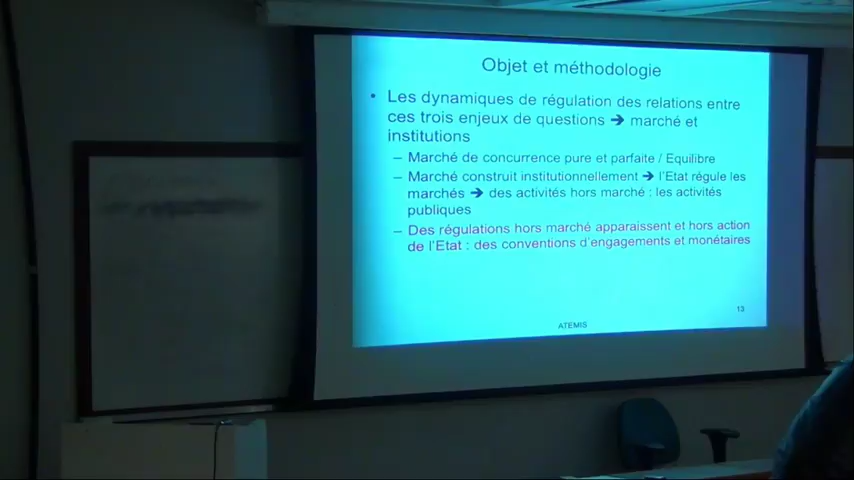 Objet et méthodologie
• Les dynamiques de régulation des relations entre
ces trois enjeux de questions ➔ marché et
institutions
– Marché de concurrence pure et parfaite / Equilibre
– Marché construit institutionnellement ➔ l'Etat régule les
marchés ➔ des activités hors marché : les activités
publiques
– Des régulations hors marché apparaissent et hors action
de l'Etat : des conventions d'engagements et monétaires
13
ATEMIS